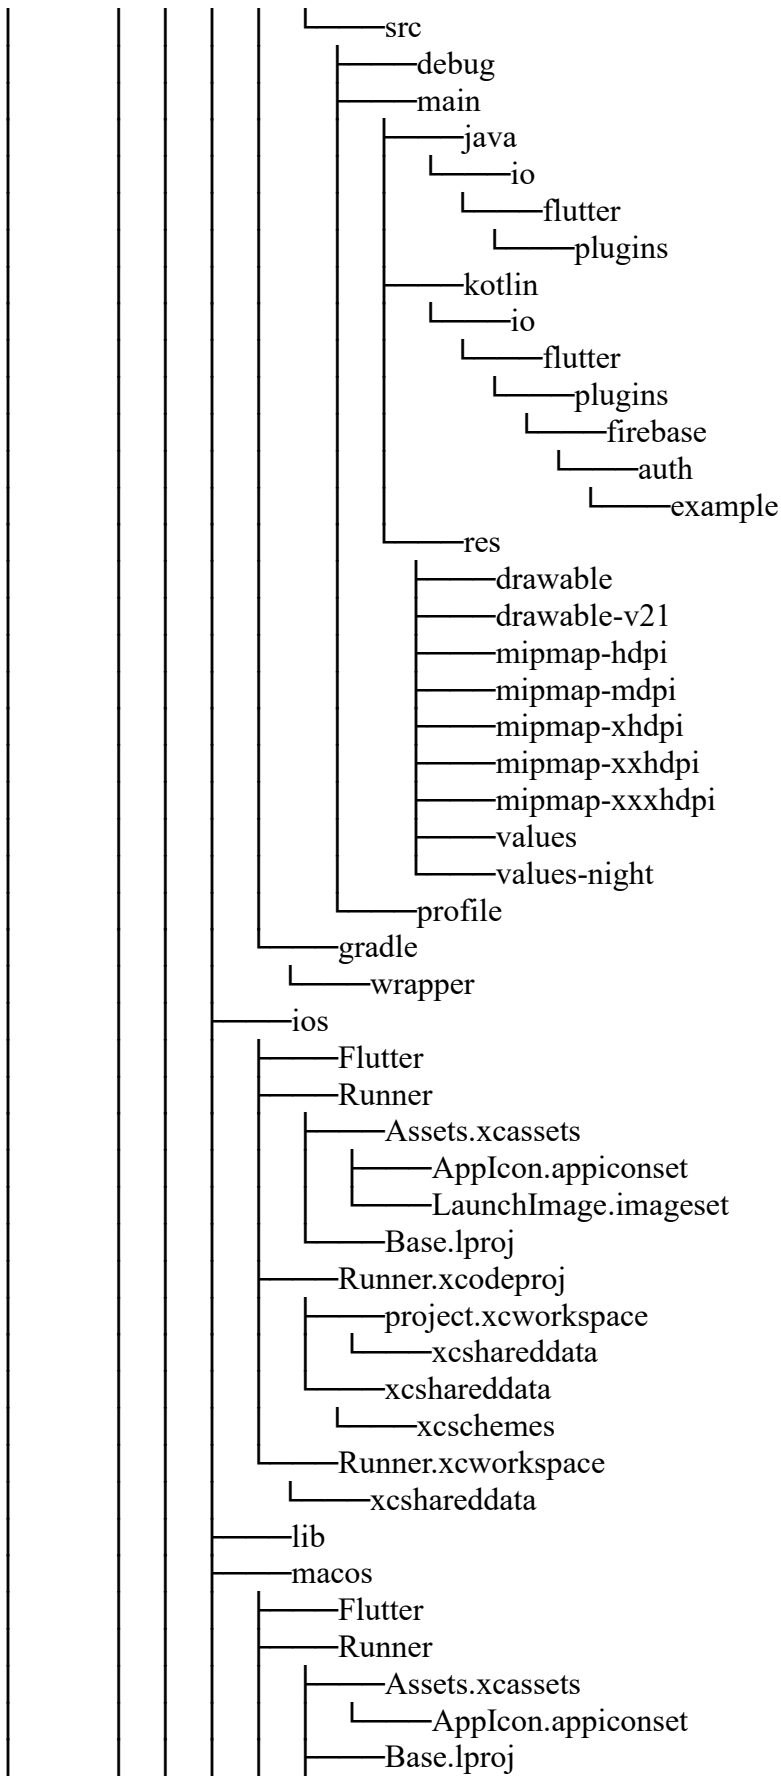 src
debug
main
java
io
flutter
plugins
kotlin
io
flutter
plugins
firebase
auth
example
res
drawable
drawable-v21
mipmap-hdpi
mipmap-mdpi
mipmap-xhdpi
mipmap-xxhdpi
mipmap-xxxhdpi
values
values-night
profile
gradle
wrapper
ios
Flutter
Runner
Assets.xcassets
AppIcon.appiconset
LaunchImage.imageset
Base.lproj
Runner.xcodeproj
project.xcworkspace
xcshareddata
xcshareddata
xcschemes
Runner.xcworkspace
xcshareddata
lib
macos
Flutter
Runner
Assets.xcassets
AppIcon.appiconset
Base.lproj